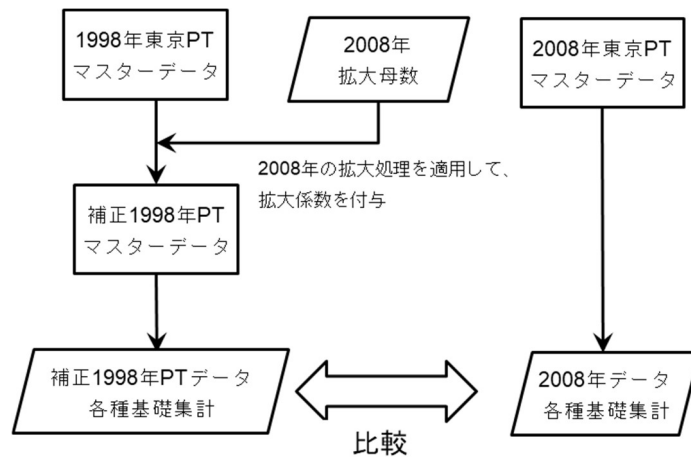 1998年東京PT
マスターデータ
2008年
拡大母数
2008年東京PT
マスターデータ
2008年の拡大処理を適用して、
拡大係数を付与
補正1998年PT
マスターデータ
補正1998年PTデータ
各種基礎集計
2008年データ
各種基礎集計
比較